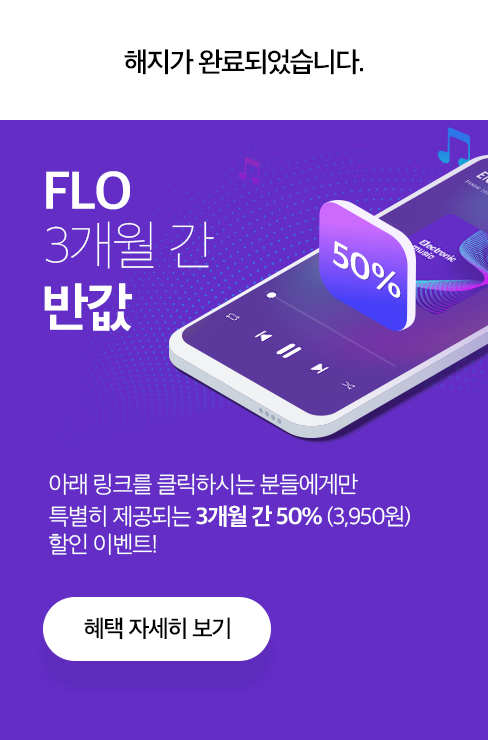 해지가 완료되었습니다.
FLO
3개월 간
반값
50%
Electronic
music
아래 링크를 클릭하시는 분들에게만
특별히 제공되는 3개월 간 50% (3,950원)
할인 이벤트!
혜택 자세히 보기